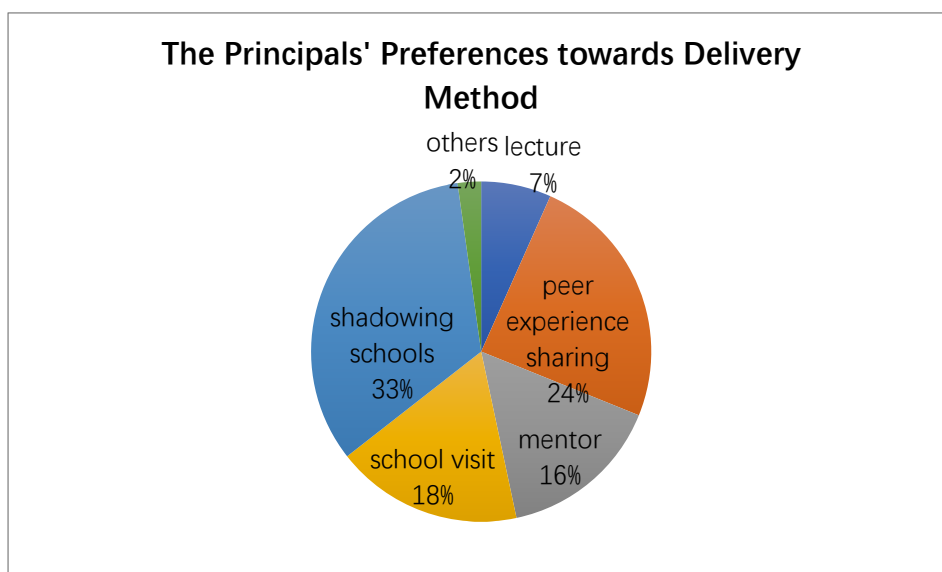 The Principals' Preferences towards Delivery
Method
others
2%
lecture
7%
peer
experience
sharing
24%
mentor
16%
school visit
18%
shadowing
schools
33%